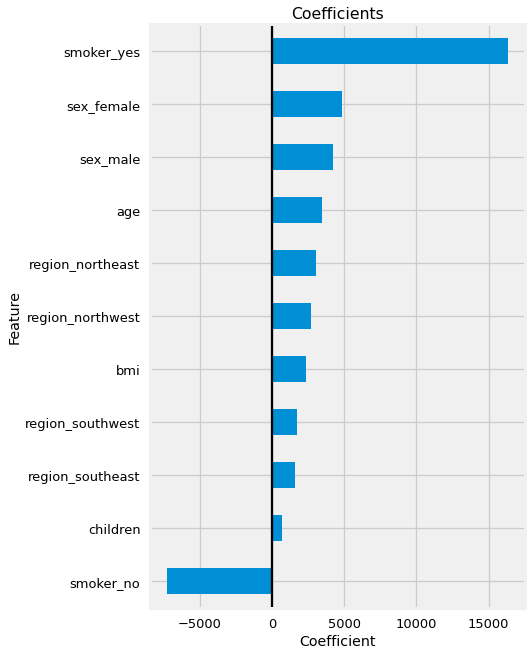 Coefficients
smoker_yes
sex_female
sex_male
age
region_northeast
region_northwest
bmi
region_southwest
region_southeast
children
smoker_no
Feature
−5000 0 5000 10000 15000
Coefficient